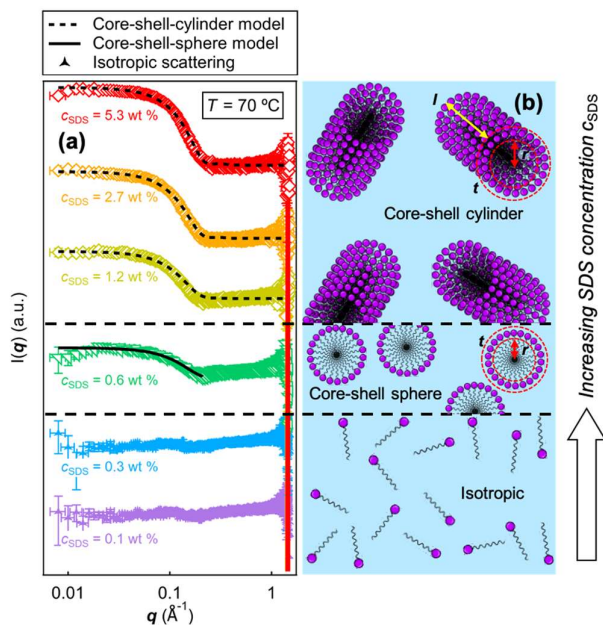 Core-shell-cylinder model
Core-shell-sphere model
Isotropic scattering
(a)
T = 70 ºC
cSDS = 5.3 wt %
cSDS = 2.7 wt %
cSDS = 1.2 wt %
cSDS = 0.6 wt %
cSDS = 0.3 wt %
cSDS = 0.1 wt %
I(q) (a.u.)
0.01
0.1
1
q (Å-1)
(b)
l
r
t
Core-shell cylinder
t
r
Core-shell sphere
Isotropic
Increasing SDS concentration cSDS